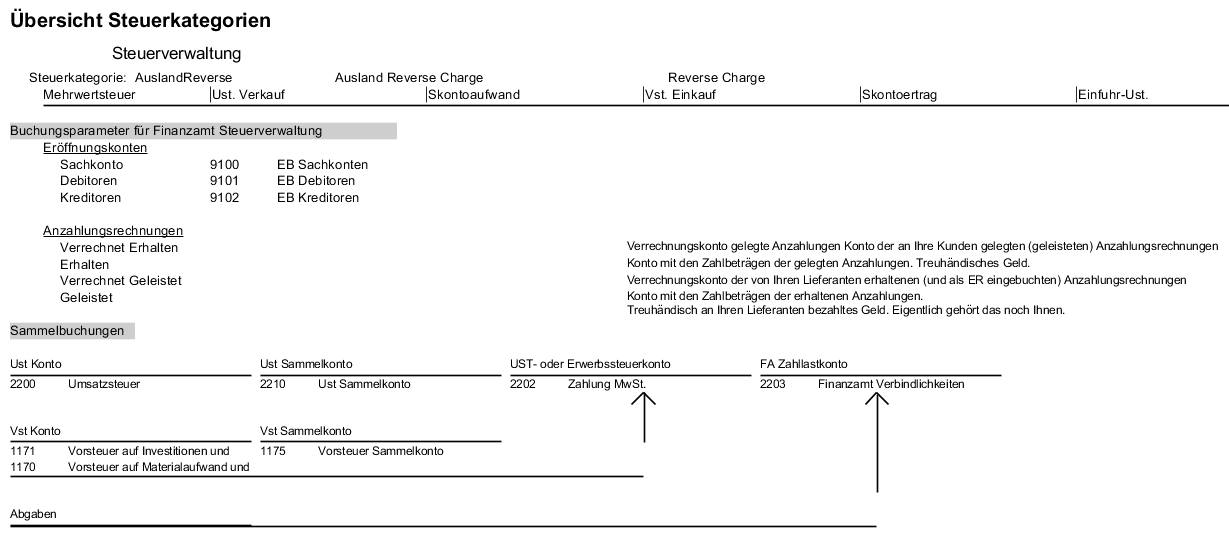 Übersicht Steuerkategorien
Steuerverwaltung
Steuerkategorie: AuslandReverse Ausland Reverse Charge Reverse Charge
Mehrwertsteuer Ust. Verkauf Skontoaufwand Vst. Einkauf Skontoertrag Einfuhr-Ust.
Buchungsparameter für Finanzamt Steuerverwaltung
Eröffnungskonten
Sachkonto 9100 EB Sachkonten
Debitoren 9101 EB Debitoren
Kreditoren 9102 EB Kreditoren
Anzahlungsrechnungen
Verrechnet Erhalten Verrechnungskonto gelegte Anzahlungen Konto der an Ihre Kunden gelegten (geleisteten) Anzahlungsrechnungen
Erhalten Konto mit den Zahlbeträgen der gelegten Anzahlungen. Treuhändisches Geld.
Verrechnet Geleistet Verrechnungskonto der von Ihren Lieferanten erhaltenen (und als ER eingebuchten) Anzahlungsrechnungen
Geleistet Konto mit den Zahlbeträgen der erhaltenen Anzahlungen.
Treuhändisch an Ihren Lieferanten bezahltes Geld. Eigentlich gehört das noch Ihnen.
Sammelbuchungen
Ust Konto Ust Sammelkonto UST- oder Erwerbssteuerkonto FA Zahllastkonto
2200 Umsatzsteuer 2210 Ust Sammelkonto 2202 Zahlung MwSt. 2203 Finanzamt Verbindlichkeiten
Vst Konto Vst Sammelkonto
1171 Vorsteuer auf Investitionen und 1175 Vorsteuer Sammelkonto
1170 Vorsteuer auf Materialaufwand und
Abgaben